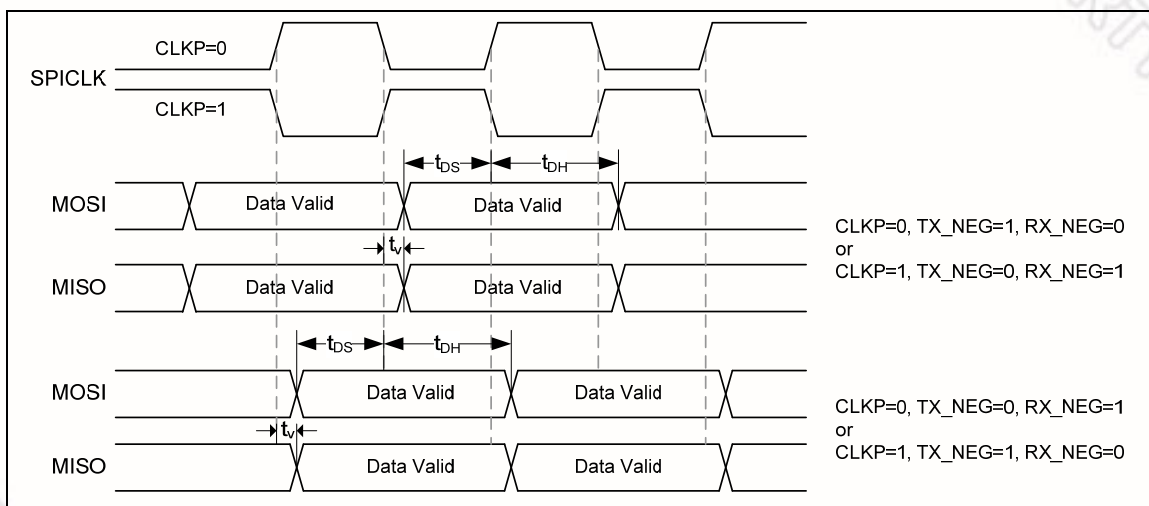 CLKP=0
SPICLK
CLKP=1
tDS tDH
MOSI Data Valid Data Valid
tv
MISO Data Valid Data Valid
CLKP=0, TX_NEG=1, RX_NEG=0
or
CLKP=1, TX_NEG=0, RX_NEG=1
tDS tDH
MOSI Data Valid Data Valid
tv
MISO Data Valid Data Valid
CLKP=0, TX_NEG=0, RX_NEG=1
or
CLKP=1, TX_NEG=1, RX_NEG=0